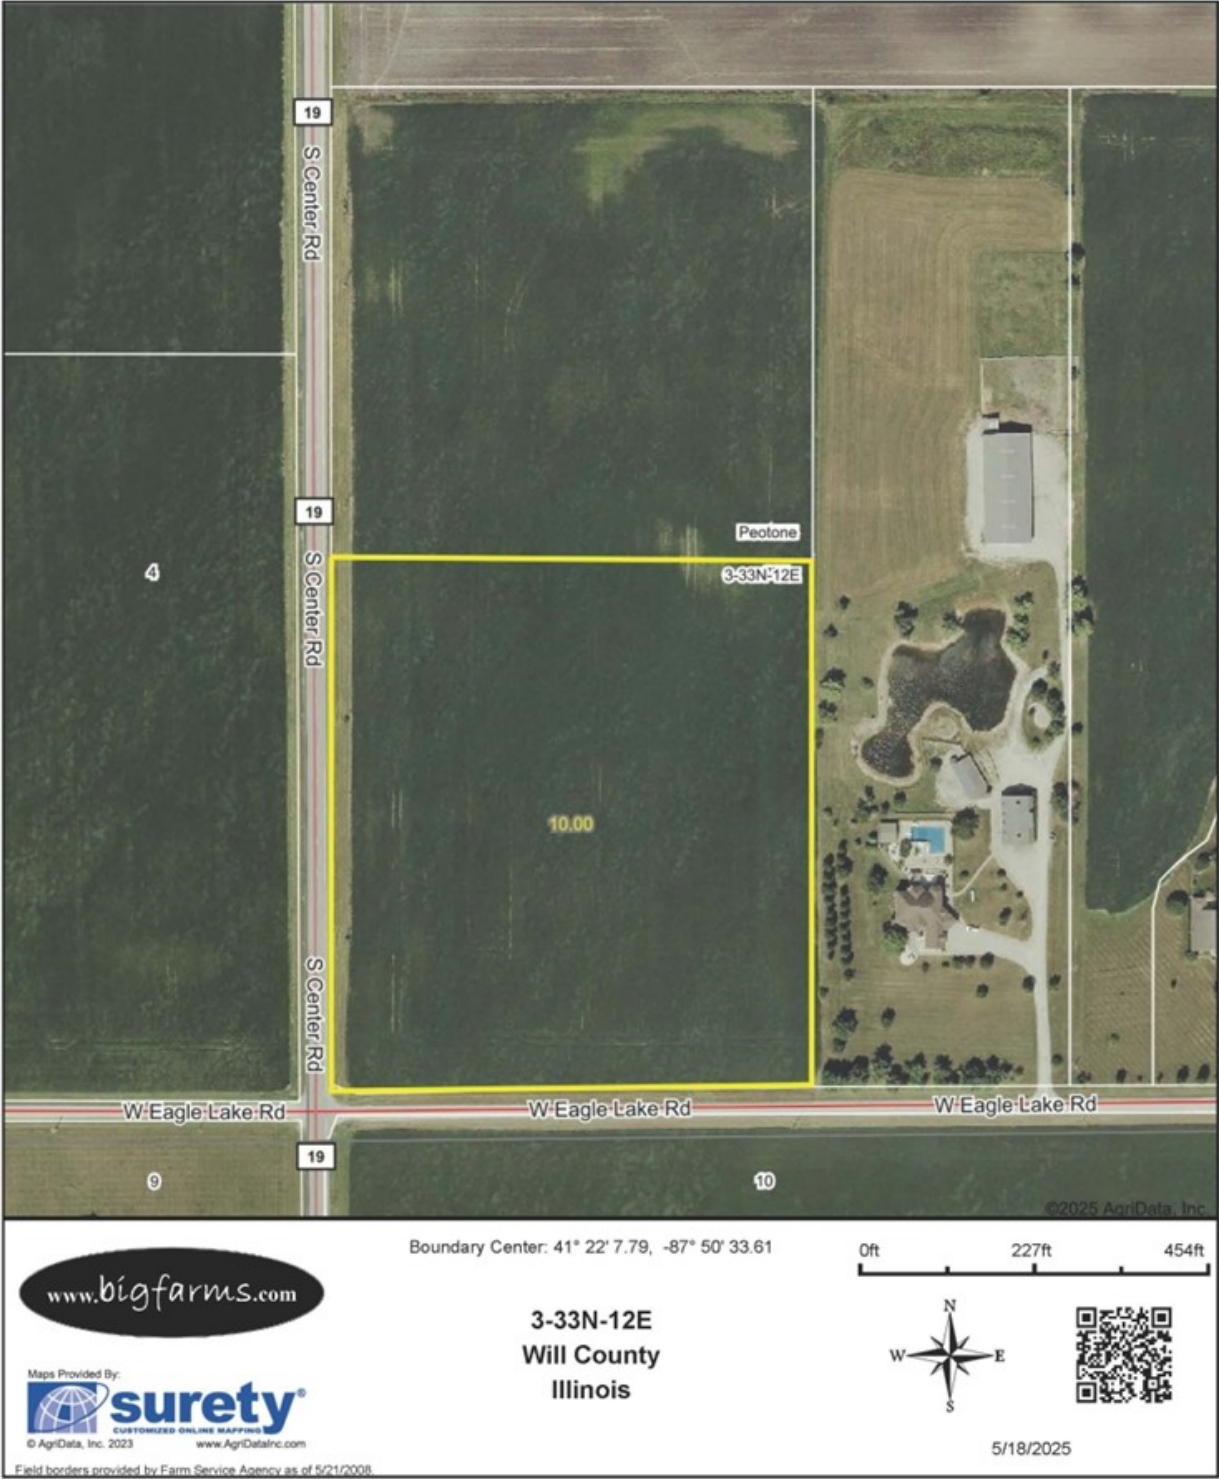 19
S Center Rd
19
Peotone
3-33N-12E
4
S Center Rd
10.00
S Center Rd
W Eagle Lake Rd
W Eagle Lake Rd
W Eagle Lake Rd
19
9
10
©2025 AgriData, Inc.
Boundary Center: 41° 22' 7.79, -87° 50' 33.61
0ft 227ft 454ft
www.bigfarms.com
3-33N-12E
Will County
Illinois
N
W E
S
Maps Provided By:
surety®
CUSTOMIZED ONLINE MAPPING
© AgriData, Inc. 2023 www.AgriDataInc.com
5/18/2025
Field borders provided by Farm Service Agency as of 5/21/2008.